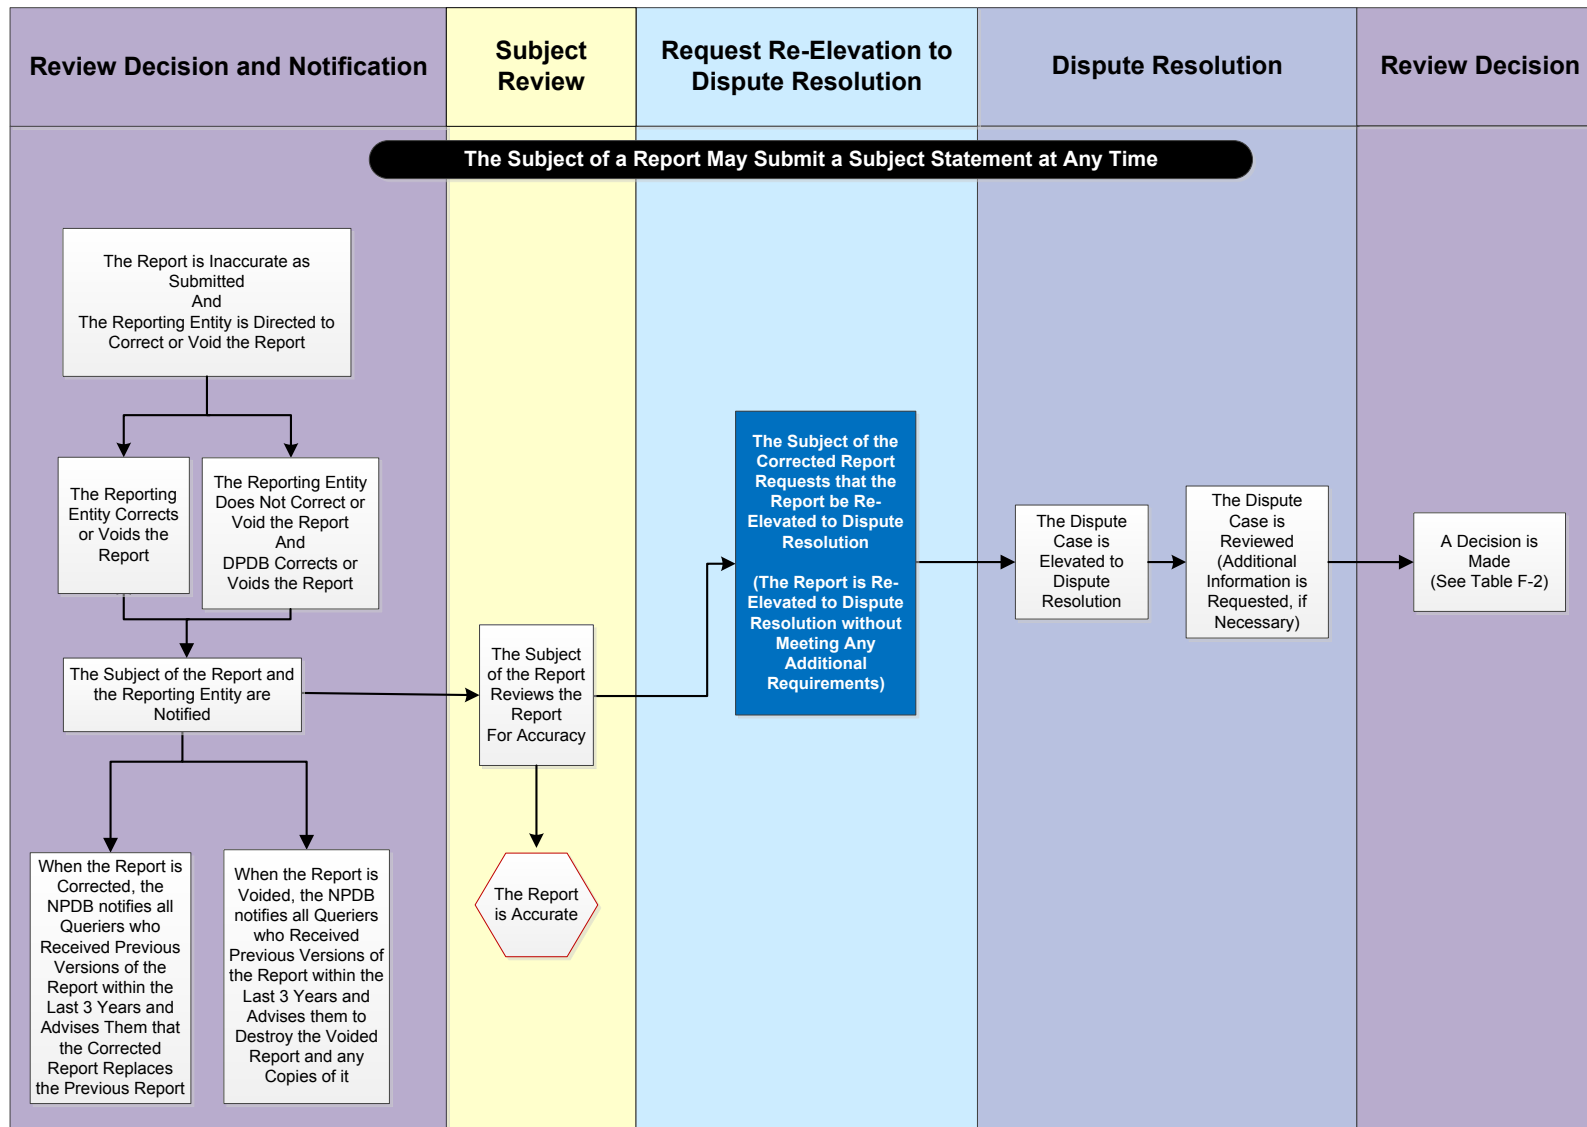 Review Decision and Notification
Subject
Review
Request Re-Elevation to
Dispute Resolution
Dispute Resolution
Review Decision
The Subject of a Report May Submit a Subject Statement at Any Time
The Report is Inaccurate as
Submitted
And
The Reporting Entity is Directed to
Correct or Void the Report
The Reporting
Entity Corrects
or Voids the
Report
The Reporting Entity
Does Not Correct or
Void the Report
And
DPDB Corrects or
Voids the Report
The Subject of the Report and
the Reporting Entity are
Notified
When the Report is
Corrected, the
NPDB notifies all
Queriers who
Received Previous
Versions of the
Report within the
Last 3 Years and
Advises Them that
the Corrected
Report Replaces
the Previous Report
When the Report is
Voided, the NPDB
notifies all Queriers
who Received
Previous Versions of
the Report within the
Last 3 Years and
Advises them to
Destroy the Voided
Report and any
Copies of it
The Subject
of the Report
Reviews the
Report
For Accuracy
The Report
is Accurate
The Subject of the
Corrected Report
Requests that the
Report be Re-
Elevated to Dispute
Resolution
(The Report is Re-
Elevated to Dispute
Resolution without
Meeting Any
Additional
Requirements)
The Dispute
Case is
Elevated to
Dispute
Resolution
The Dispute
Case is
Reviewed
(Additional
Information is
Requested, if
Necessary)
A Decision is
Made
(See Table F-2)